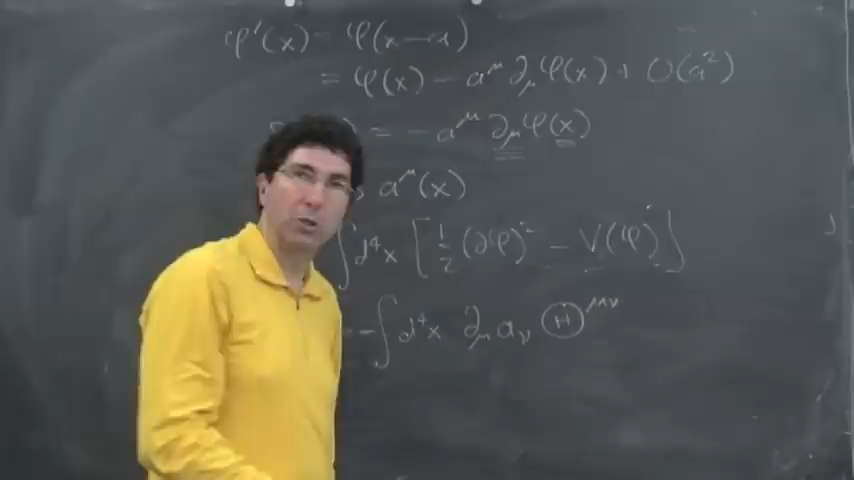 φ'(x) = φ(x-a)
= φ(x) - a^μ ∂_μ φ(x) + O(a²)
) = - a^μ ∂_μ φ(x)
a^μ(x)
∫d⁴x [ ½ (∂φ)² - V(φ) ]
= - ∫d⁴x ∂_μ a_ν Θ^{μν}